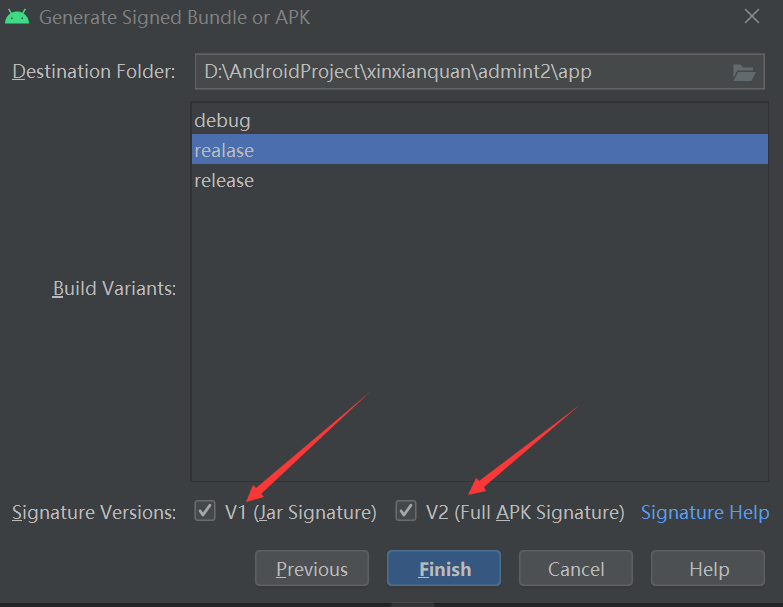 Generate Signed Bundle or APK
Destination Folder: D:\AndroidProject\xinxianquan\admint2\app
debug
realase
release
Build Variants:
Signature Versions: V1 (Jar Signature) V2 (Full APK Signature) Signature Help
Previous Finish Cancel Help